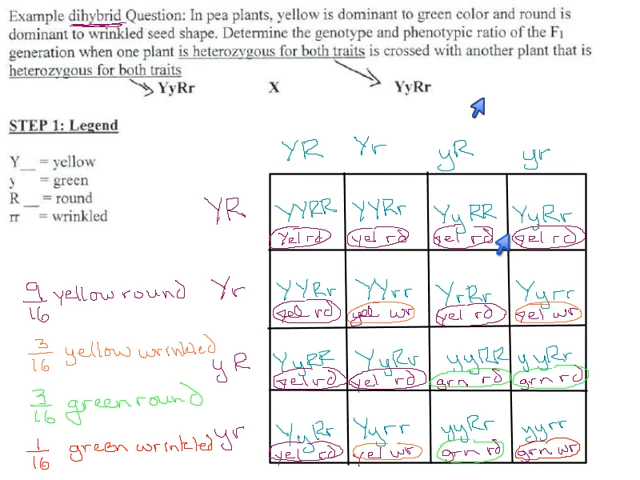 Example dihybrid Question: In pea plants, yellow is dominant to green color and round is
dominant to wrinkled seed shape. Determine the genotype and phenotypic ratio of the F1
generation when one plant is heterozygous for both traits is crossed with another plant that is
heterozygous for both traits
YyRr X YyRr
STEP 1: Legend
Y__ = yellow
y = green
R__ = round
rr = wrinkled
YR Yr yR yr
YR YYRR YYRr YyRR YyRr
yel rd yel rd yel rd yel rd
Yr YYRr YYrr YrRr Yyrr
yel rd yel wr yel rd yel wr
yR YyRR YyRr yyRR yyRr
yel rd yel rd grn rd grn rd
yr YyRr Yyrr yyRr yyrr
yel rd yel wr grn rd grn wr
9/16 yellow round
3/16 yellow wrinkled
3/16 green round
1/16 green wrinkled